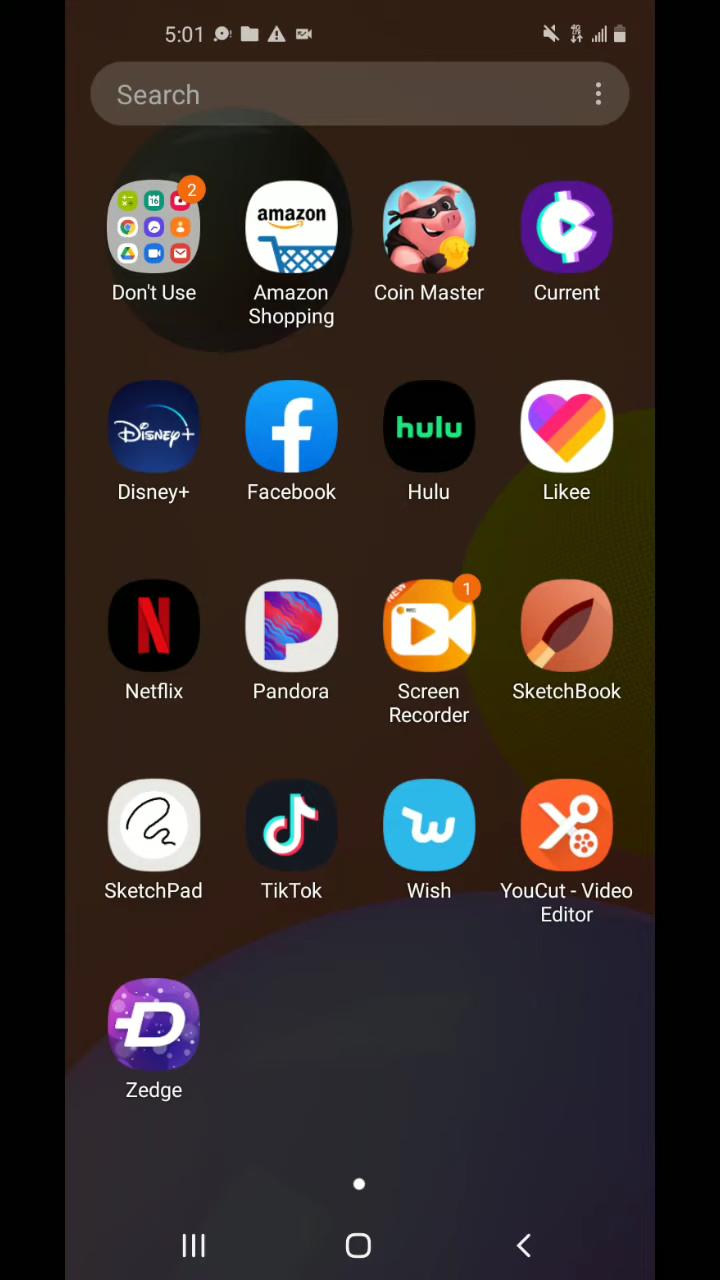 5:01
Search
2
Don't Use
amazon
Amazon
Shopping
Coin Master
Current
Disney+
Disney+
Facebook
hulu
Hulu
Likee
N
Netflix
P
Pandora
NEW
1
Screen
Recorder
SketchBook
SketchPad
TikTok
w
Wish
YouCut - Video
Editor
D
Zedge